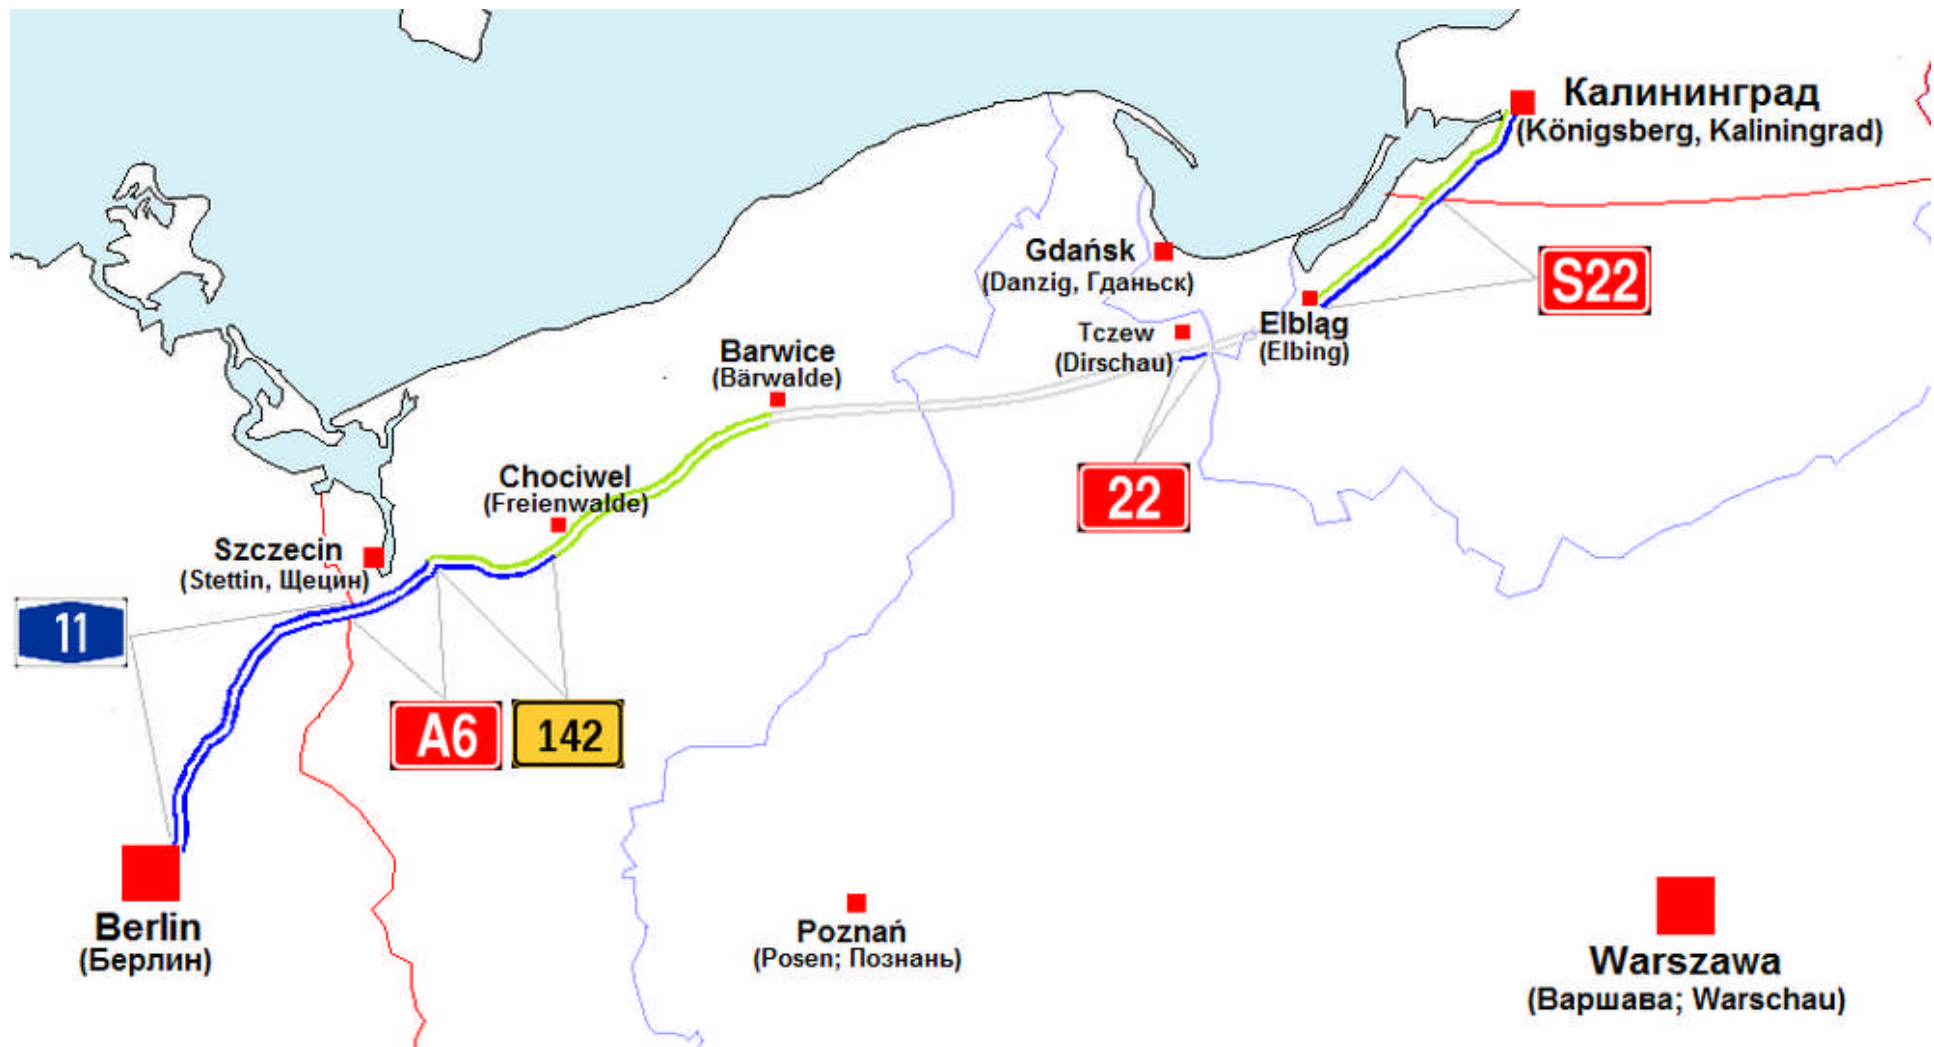 Калининград
(Königsberg, Kaliningrad)
Gdańsk
(Danzig, Гданьск)
S22
Tczew
(Dirschau)
Elbląg
(Elbing)
Barwice
(Bärwalde)
Chociwel
(Freienwalde)
22
Szczecin
(Stettin, Щецин)
11
A6
142
Berlin
(Берлин)
Poznań
(Posen; Познань)
Warszawa
(Варшава; Warschau)